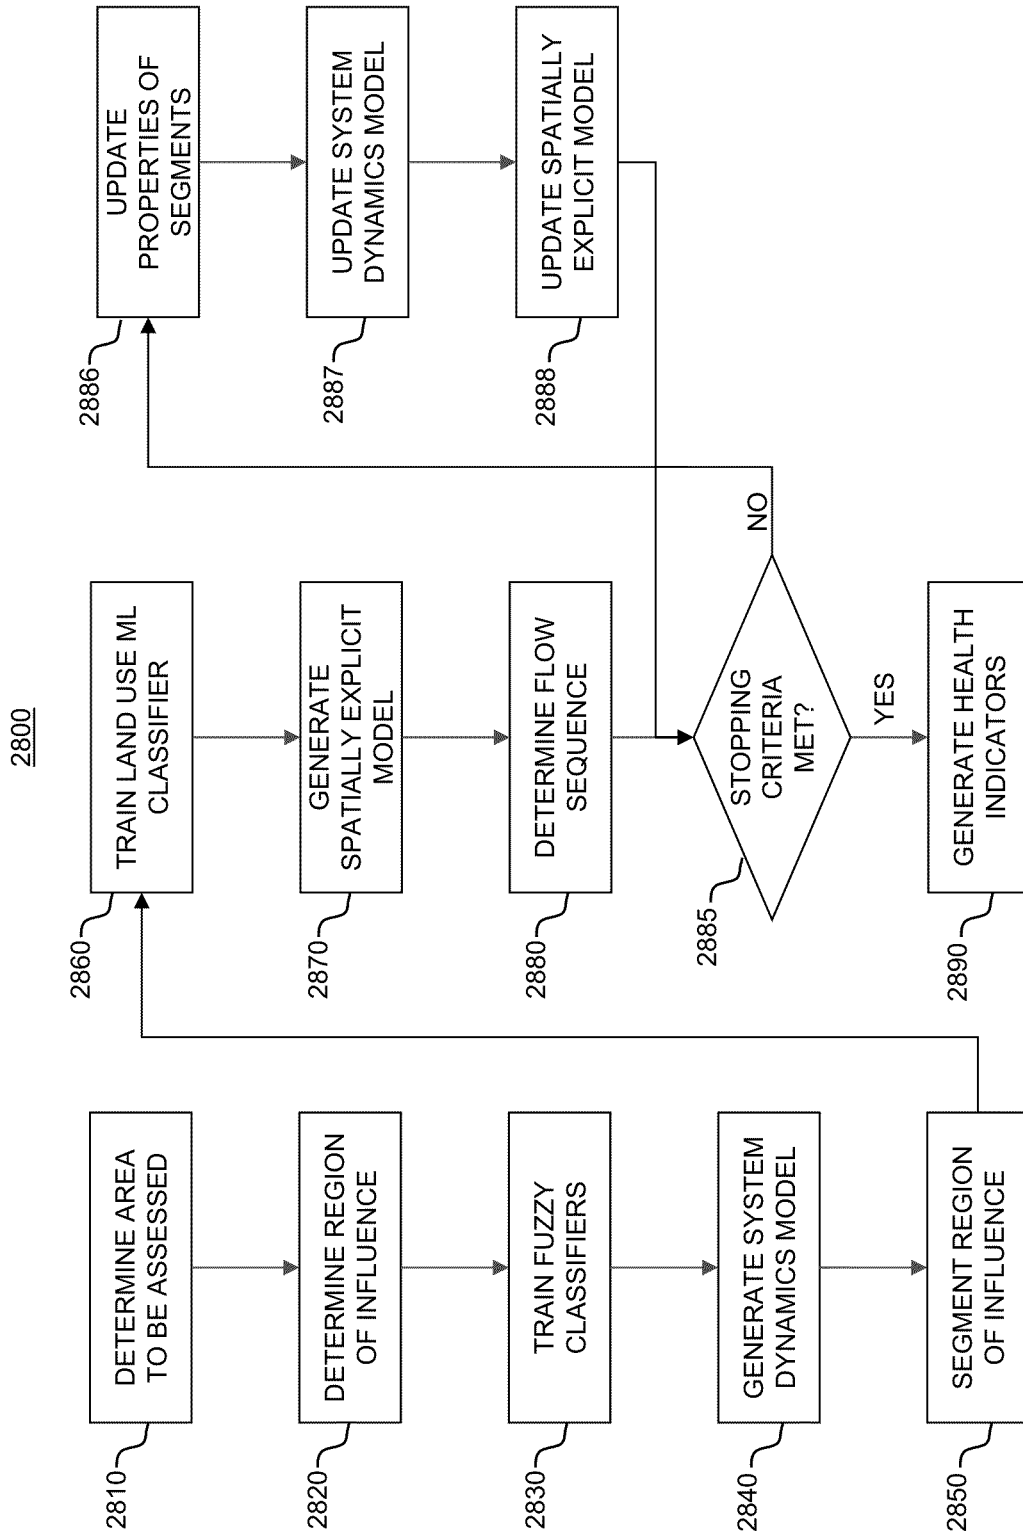 2800
2810
DETERMINE AREA
TO BE ASSESSED
2820
DETERMINE REGION
OF INFLUENCE
2830
TRAIN FUZZY
CLASSIFIERS
2840
GENERATE SYSTEM
DYNAMICS MODEL
2850
SEGMENT REGION
OF INFLUENCE
2860
TRAIN LAND USE ML
CLASSIFIER
2870
GENERATE
SPATIALLY EXPLICIT
MODEL
2880
DETERMINE FLOW
SEQUENCE
2885
STOPPING
CRITERIA
MET?
NO
YES
2890
GENERATE HEALTH
INDICATORS
2886
UPDATE
PROPERTIES OF
SEGMENTS
2887
UPDATE SYSTEM
DYNAMICS MODEL
2888
UPDATE SPATIALLY
EXPLICIT MODEL